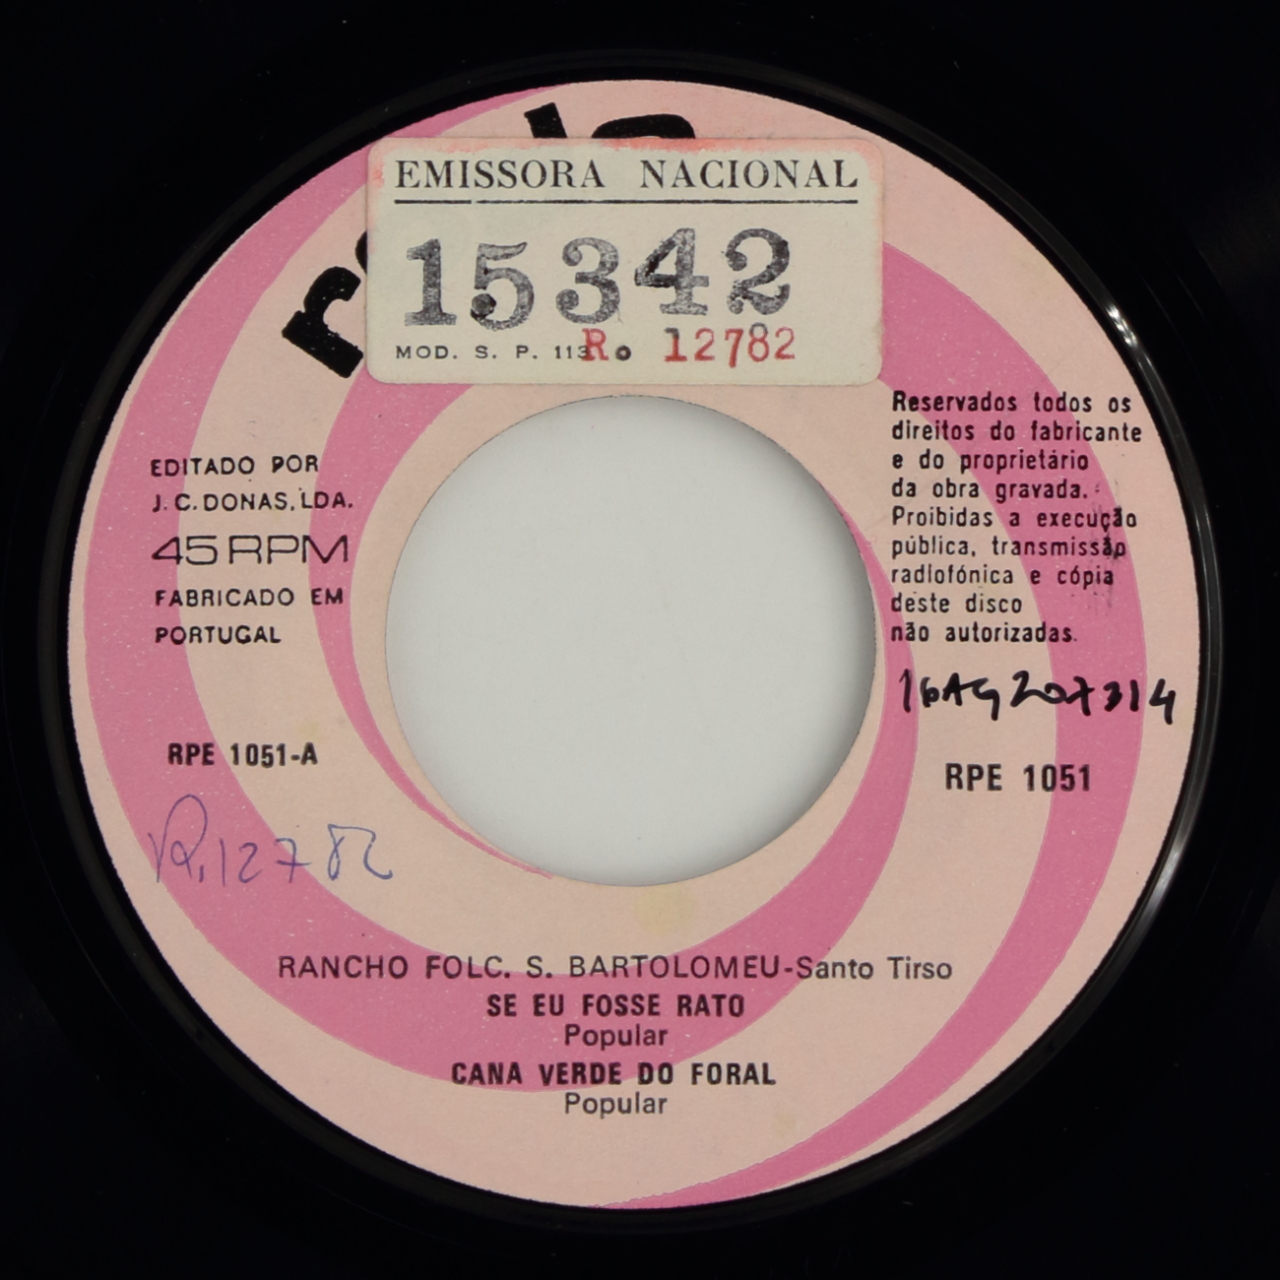 EMISSORA NACIONAL
15342
MOD. S. P. 113
R. 12782
Reservados todos os
direitos do fabricante
e do proprietário
da obra gravada.
Proibidas a execução
pública, transmissão
radiofónica e cópia
deste disco
não autorizadas.
EDITADO POR
J. C. DONAS, LDA.
45 RPM
FABRICADO EM
PORTUGAL
16AG207314
RPE 1051-A
RPE 1051
R.12782
RANCHO FOLC. S. BARTOLOMEU-Santo Tirso
SE EU FOSSE RATO
Popular
CANA VERDE DO FORAL
Popular